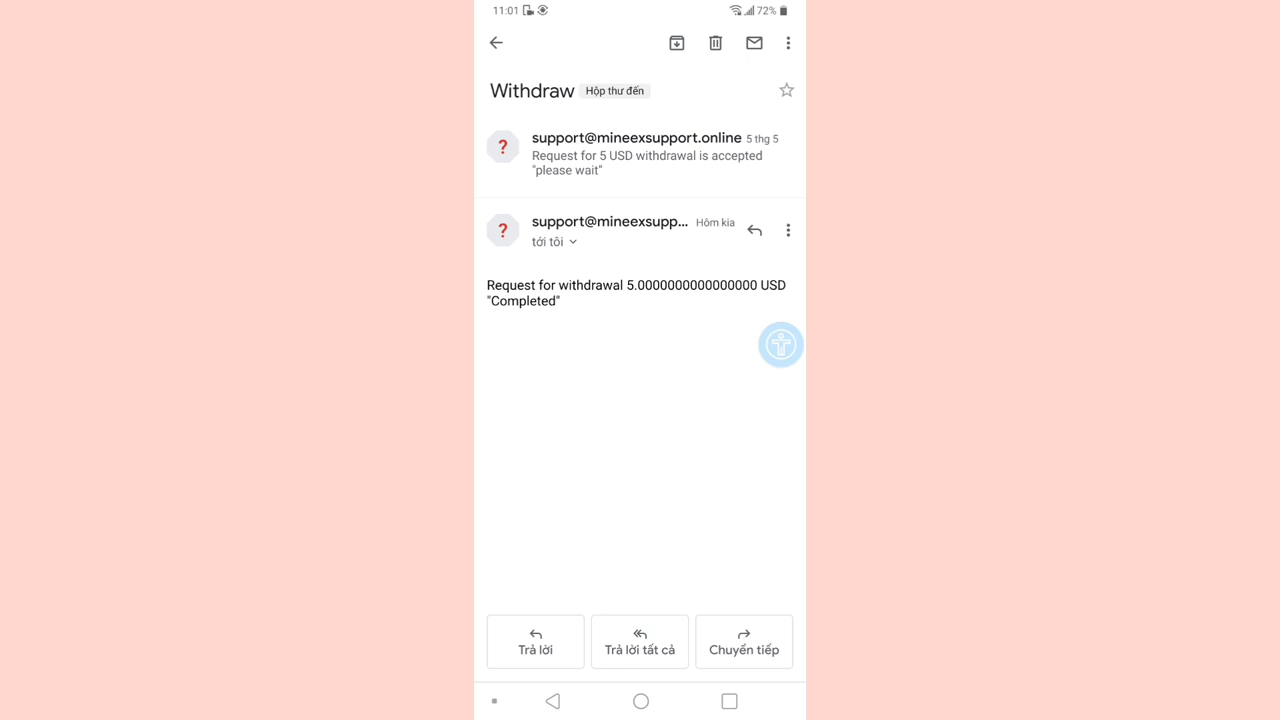 11:01 72%
Withdraw Hộp thư đến
support@mineexsupport.online 5 thg 5
Request for 5 USD withdrawal is accepted
"please wait"
support@mineexsupp... Hôm kia
tới tôi
Request for withdrawal 5.0000000000000000 USD
"Completed"
Trả lời Trả lời tất cả Chuyển tiếp